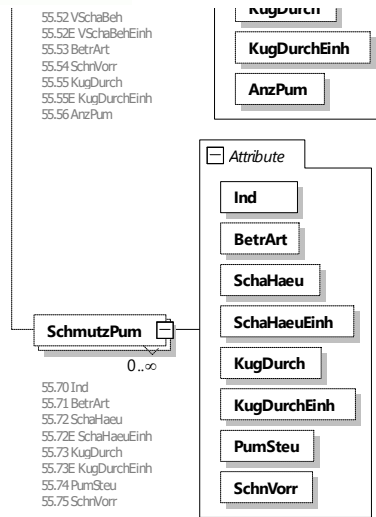 55.52 VSchaBeh
55.52E VSchaBehEinh
55.53 BetrArt
55.54 SchnVorr
55.55 KugDurch
55.55E KugDurchEinh
55.56 AnzPum
KugDurch
KugDurchEinh
AnzPum
Attribute
Ind
BetrArt
SchaHaeu
SchaHaeuEinh
KugDurch
KugDurchEinh
PumSteu
SchnVorr
SchmutzPum
0..∞
55.70 Ind
55.71 BetrArt
55.72 SchaHaeu
55.72E SchaHaeuEinh
55.73 KugDurch
55.73E KugDurchEinh
55.74 PumSteu
55.75 SchnVorr